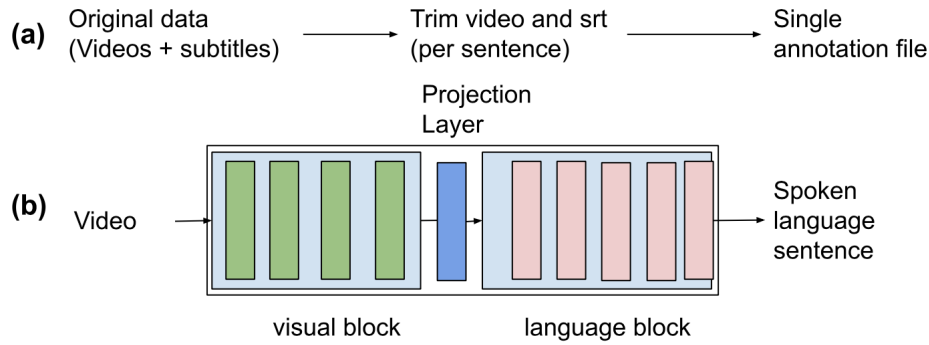 (a)
Original data
(Videos + subtitles)
Trim video and srt
(per sentence)
Single
annotation file
Projection
Layer
(b)
Video
Spoken
language
sentence
visual block
language block